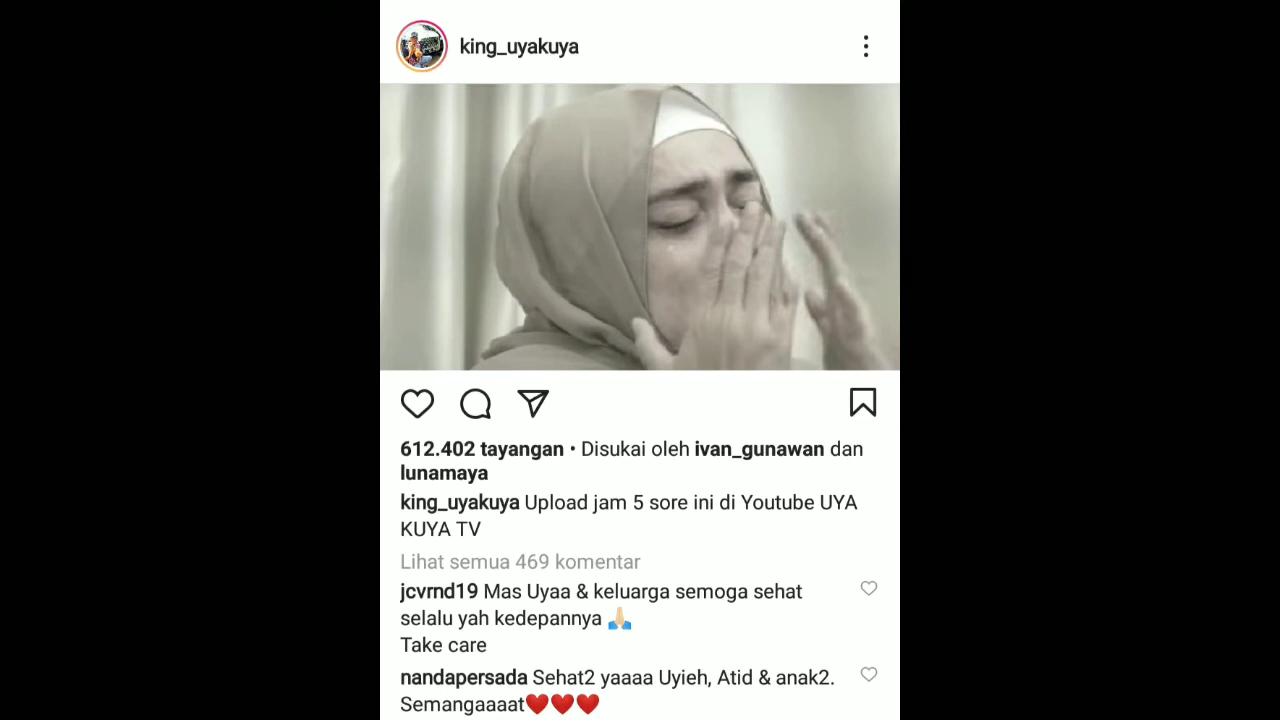 king_uyakuya
612.402 tayangan • Disukai oleh ivan_gunawan dan
lunamaya
king_uyakuya Upload jam 5 sore ini di Youtube UYA
KUYA TV
Lihat semua 469 komentar
jcvrnd19 Mas Uyaa & keluarga semoga sehat
selalu yah kedepannya 🙏🏻
Take care
nandapersada Sehat2 yaaaa Uyieh, Atid & anak2.
Semangaaaat❤️❤️❤️